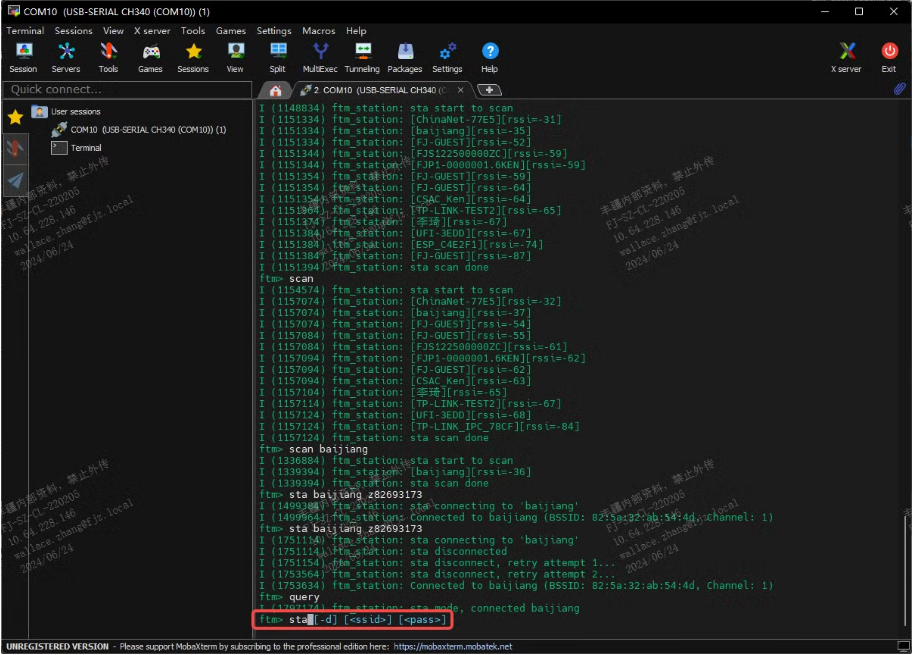 COM10 (USB-SERIAL CH340 (COM10)) (1)
Terminal Sessions View X server Tools Games Settings Macros Help
Session Servers Tools Games Sessions View Split MultiExec Tunneling Packages Settings Help X server Exit
Quick connect...
2. COM10 (USB-SERIAL CH340 (C
User sessions
COM10 (USB-SERIAL CH340 (COM10)) (1)
Terminal
I (1148834) ftm_station: sta start to scan
I (1151334) ftm_station: [ChinaNet-77E5][rssi=-31]
I (1151334) ftm_station: [baijiang][rssi=-35]
I (1151334) ftm_station: [FJ-GUEST][rssi=-52]
I (1151344) ftm_station: [FJS122500000ZC][rssi=-59]
I (1151344) ftm_station: [FJP1-0000001.6KEN][rssi=-59]
I (1151354) ftm_station: [FJ-GUEST][rssi=-59]
I (1151354) ftm_station: [FJ-GUEST][rssi=-64]
I (1151354) ftm_station: [CSAC_Ken][rssi=-64]
I (1151364) ftm_station: [TP-LINK-TEST2][rssi=-65]
I (1151374) ftm_station: [李琦][rssi=-67]
I (1151384) ftm_station: [UFI-3EDD][rssi=-67]
I (1151384) ftm_station: [ESP_C4E2F1][rssi=-74]
I (1151384) ftm_station: [FJ-GUEST][rssi=-87]
I (1151394) ftm_station: sta scan done
ftm> scan
I (1154574) ftm_station: sta start to scan
I (1157074) ftm_station: [ChinaNet-77E5][rssi=-32]
I (1157074) ftm_station: [baijiang][rssi=-37]
I (1157074) ftm_station: [FJ-GUEST][rssi=-54]
I (1157084) ftm_station: [FJ-GUEST][rssi=-55]
I (1157084) ftm_station: [FJS122500000ZC][rssi=-61]
I (1157094) ftm_station: [FJP1-0000001.6KEN][rssi=-62]
I (1157094) ftm_station: [FJ-GUEST][rssi=-62]
I (1157094) ftm_station: [CSAC_Ken][rssi=-63]
I (1157104) ftm_station: [李琦][rssi=-65]
I (1157114) ftm_station: [TP-LINK-TEST2][rssi=-67]
I (1157124) ftm_station: [UFI-3EDD][rssi=-68]
I (1157124) ftm_station: [TP-LINK_IPC_78CF][rssi=-84]
I (1157124) ftm_station: sta scan done
ftm> scan baijiang
I (1336884) ftm_station: sta start to scan
I (1339394) ftm_station: [baijiang][rssi=-36]
I (1339394) ftm_station: sta scan done
ftm> sta baijiang z82693173
I (1499384) ftm_station: sta connecting to 'baijiang'
I (1499964) ftm_station: Connected to baijiang (BSSID: 82:5a:32:ab:54:4d, Channel: 1)
ftm> sta baijiang z82693173
I (1751114) ftm_station: sta connecting to 'baijiang'
I (1751114) ftm_station: sta disconnected
I (1751154) ftm_station: sta disconnect, retry attempt 1...
I (1753564) ftm_station: sta disconnect, retry attempt 2...
I (1753634) ftm_station: Connected to baijiang (BSSID: 82:5a:32:ab:54:4d, Channel: 1)
ftm> query
I (1797174) ftm_station: sta mode, connected baijiang
ftm> sta [-d] [<ssid>] [<pass>]
丰疆内部资料，禁止外传
FJ-SZ-CL-220205
10.64.228.146
wallace.zhang@fjz.local
2024/06/24
UNREGISTERED VERSION - Please support MobaXterm by subscribing to the professional edition here: https://mobaxterm.mobatek.net